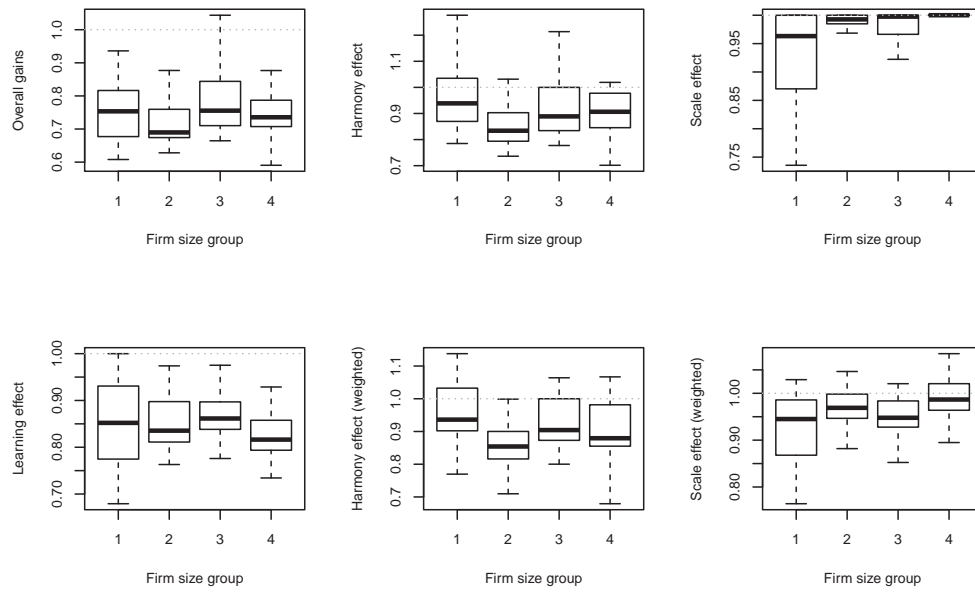 Overall gains
1.0
0.9
0.8
0.7
0.6
1 2 3 4
Firm size group
Harmony effect
1.1
0.9
0.7
1 2 3 4
Firm size group
Scale effect
0.95
0.85
0.75
1 2 3 4
Firm size group
Learning effect
1.00
0.90
0.80
0.70
1 2 3 4
Firm size group
Harmony effect (weighted)
1.1
1.0
0.9
0.8
0.7
1 2 3 4
Firm size group
Scale effect (weighted)
1.00
0.90
0.80
1 2 3 4
Firm size group